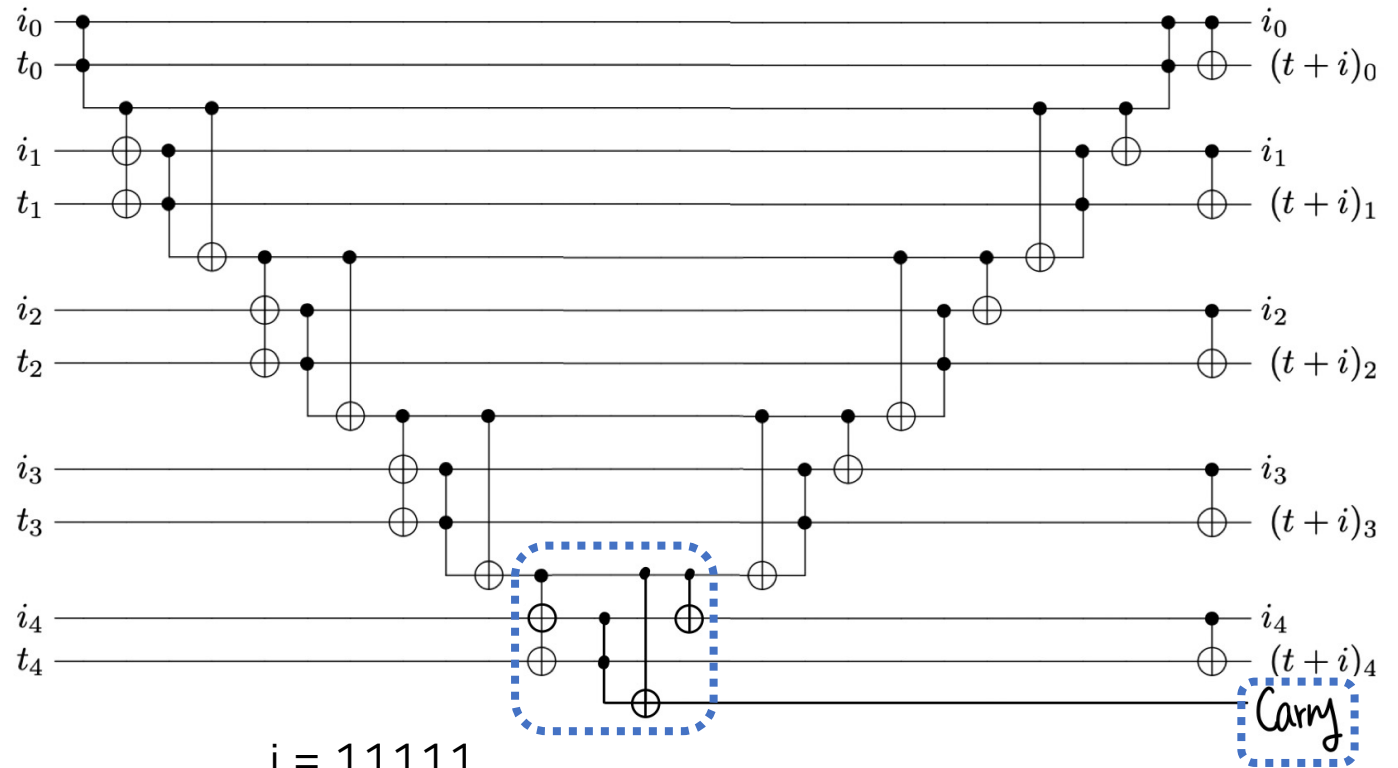 i₀ i₀
t₀ (t + i)₀
i₁ i₁
t₁ (t + i)₁
i₂ i₂
t₂ (t + i)₂
i₃ i₃
t₃ (t + i)₃
i₄ i₄
t₄ (t + i)₄
Carry
i = 11111